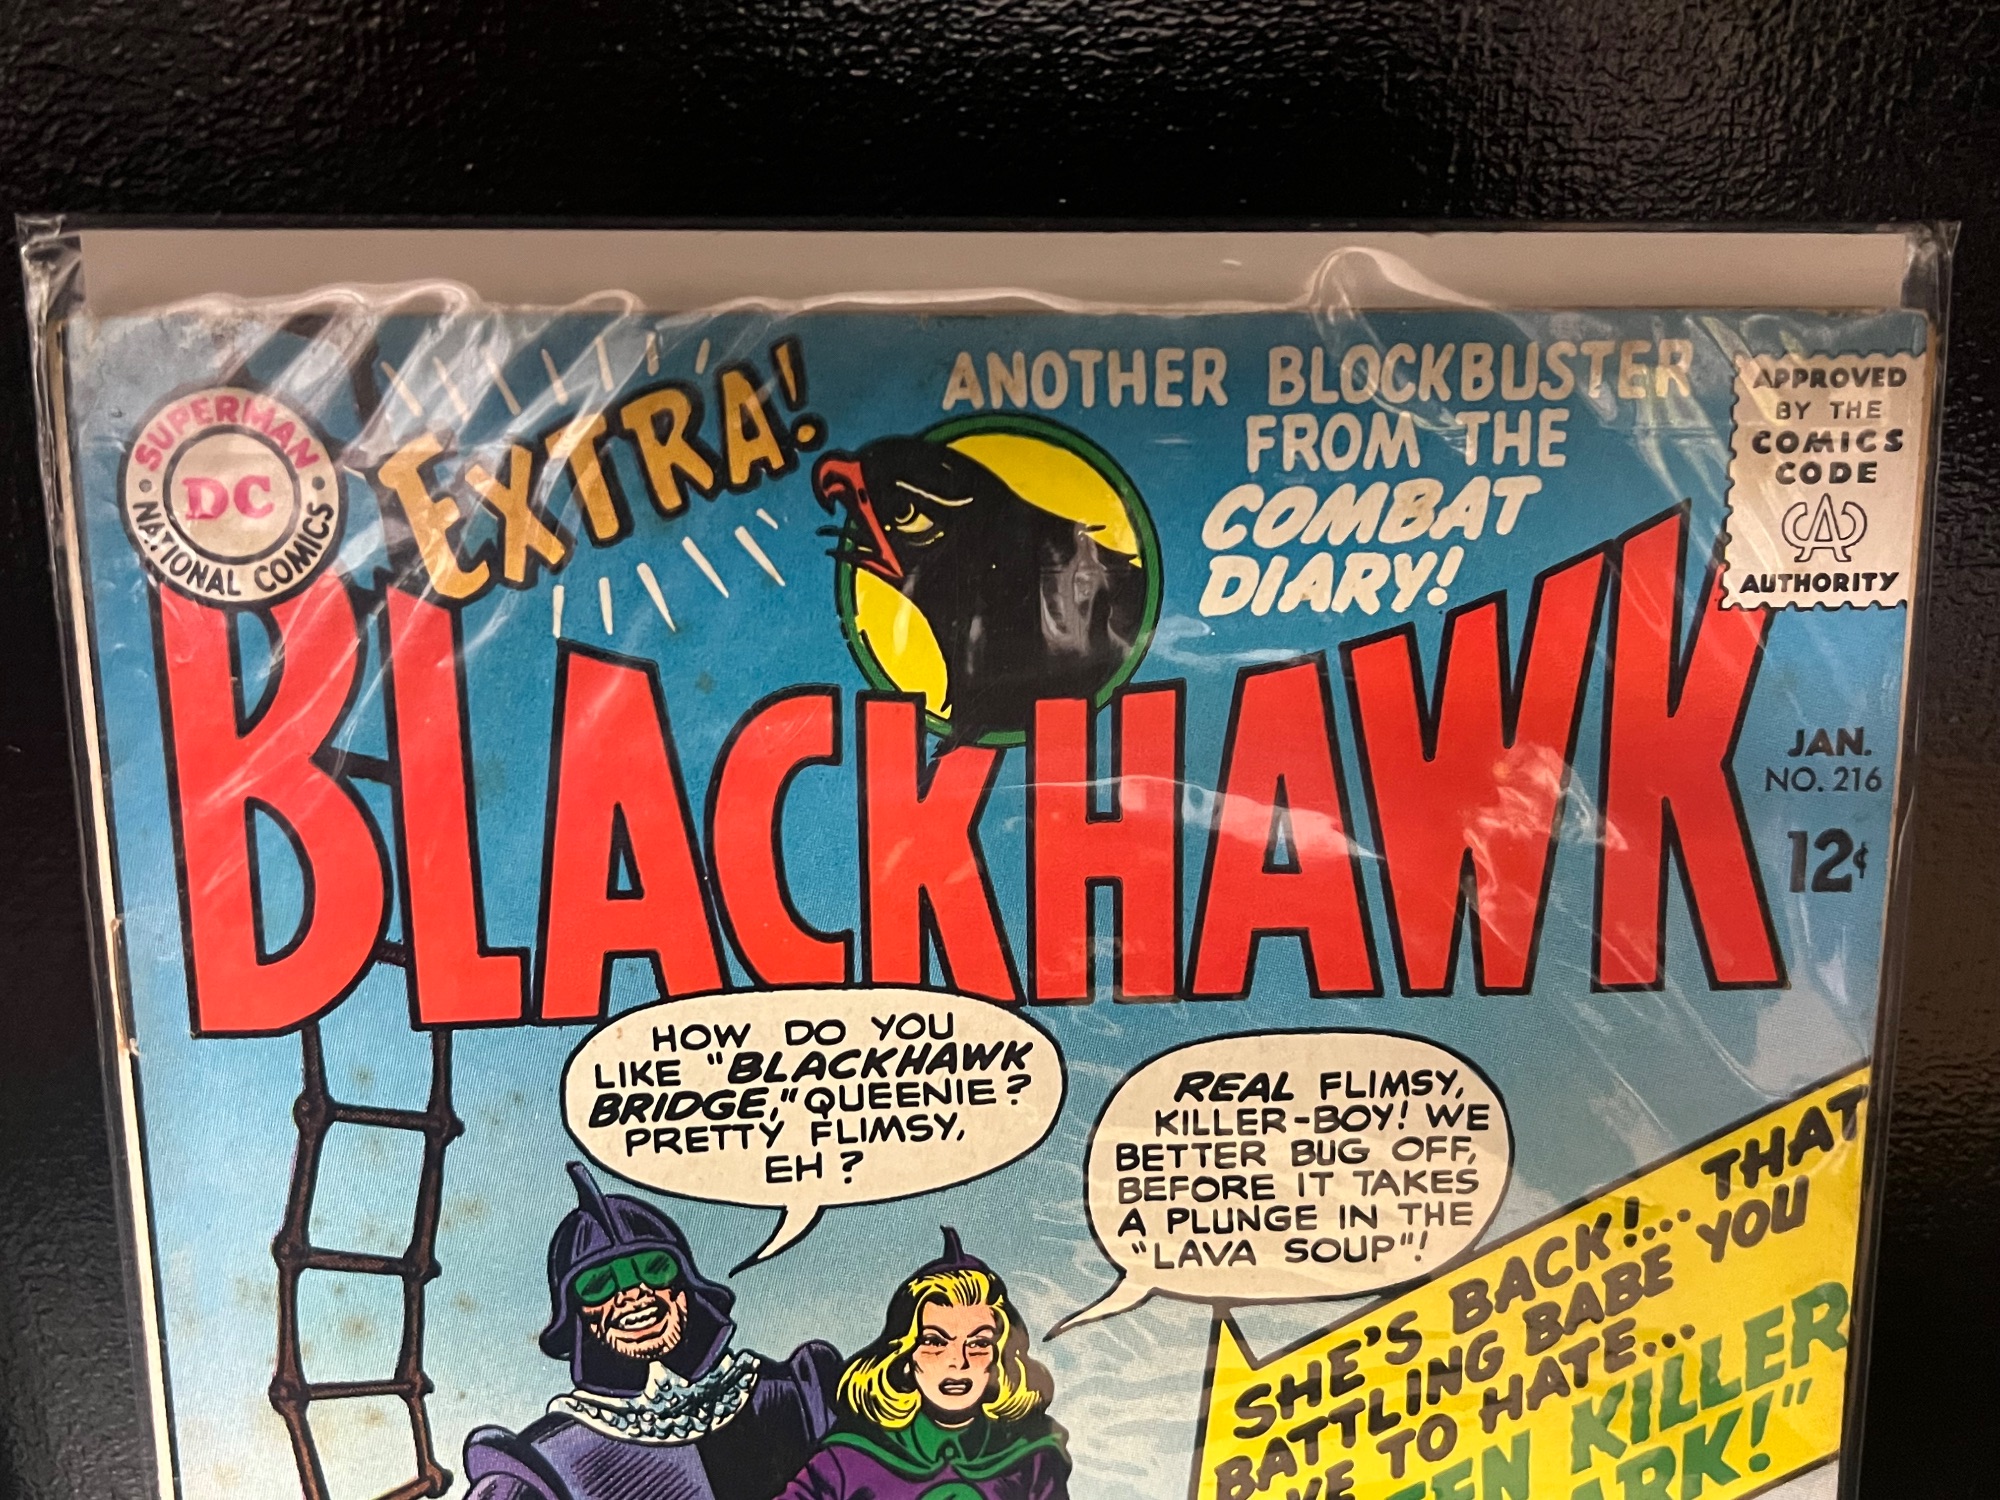 SUPERMAN
DC
NATIONAL COMICS
EXTRA!
ANOTHER BLOCKBUSTER
FROM THE
COMBAT
DIARY!
APPROVED
BY THE
COMICS
CODE
CA
AUTHORITY
BLACKHAWK
JAN.
NO. 216
12¢
HOW DO YOU
LIKE "BLACKHAWK
BRIDGE," QUEENIE?
PRETTY FLIMSY,
EH?
REAL FLIMSY,
KILLER-BOY! WE
BETTER BUG OFF,
BEFORE IT TAKES
A PLUNGE IN THE
"LAVA SOUP"!
SHE'S BACK!... THAT
BATTLING BABE YOU
TO HATE..
KILLER